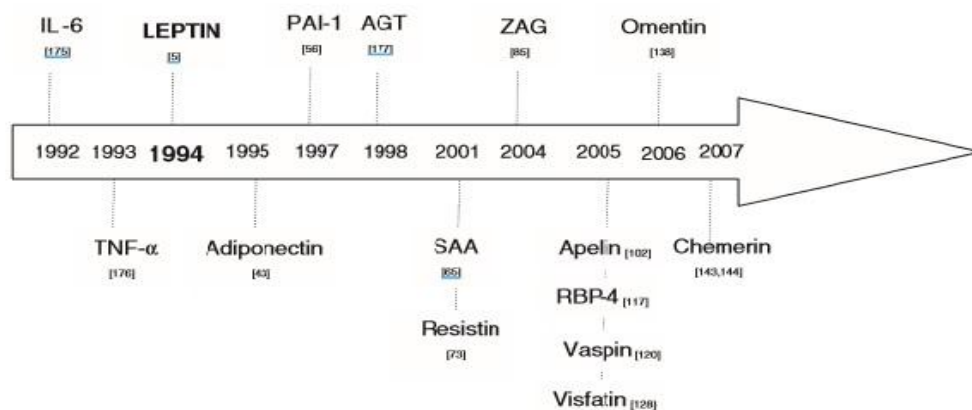 IL-6 LEPTIN PAI-1 AGT ZAG Omentin
[175] [5] [56] [117] [85] [138]
1992 1993 1994 1995 1997 1998 2001 2004 2005 2006 2007
TNF-α Adiponectin SAA Apelin [102] Chemerin
[176] [43] [65] [143,144]
RBP-4 [117]
Resistin
[73]
Vaspin [120]
Visfatin [128]